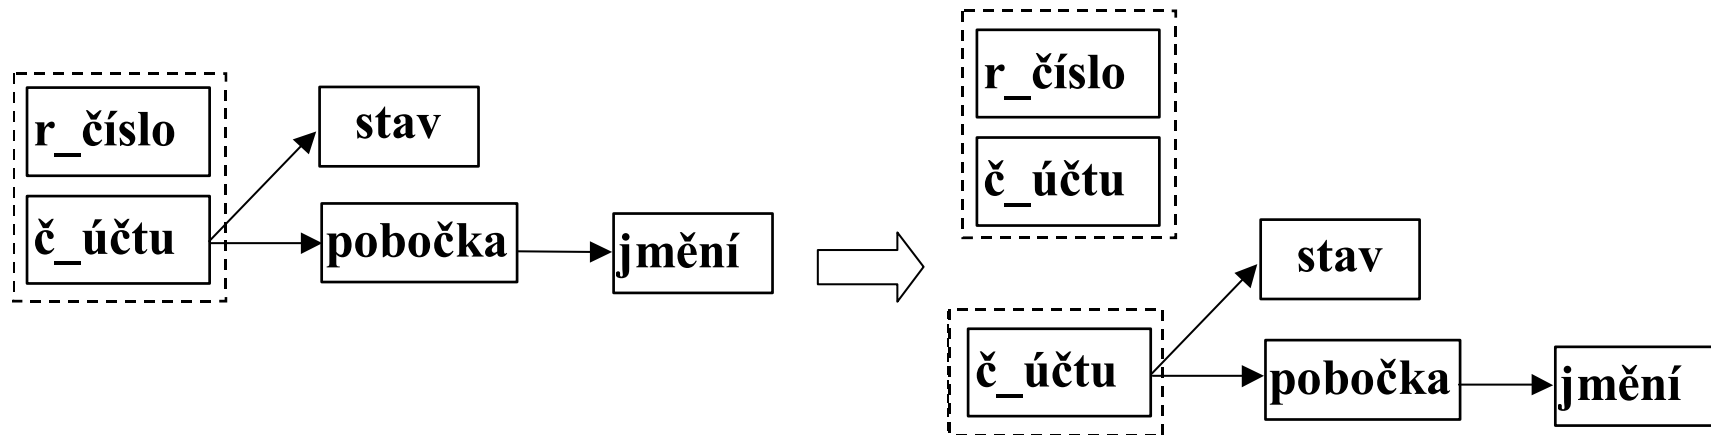 r_číslo
č_účtu
stav
pobočka
jmění
r_číslo
č_účtu
č_účtu
stav
pobočka
jmění